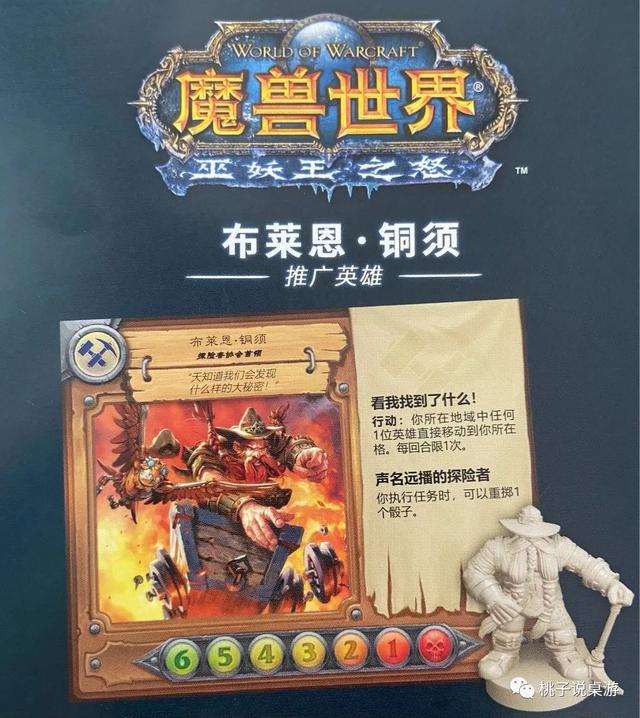 WORLD OF WARCRAFT®
魔兽世界®
巫妖王之怒™
布莱恩·铜须
推广英雄
布莱恩·铜须
探险者协会首领
“天知道我们会发现
什么样的大秘密！”
看我找到了什么！
行动：你所在地域中任何
1位英雄直接移动到你所在
格。每回合限1次。
声名远播的探险者
你执行任务时，可以重掷1
个骰子。
6 5 4 3 2 1
桃子说桌游